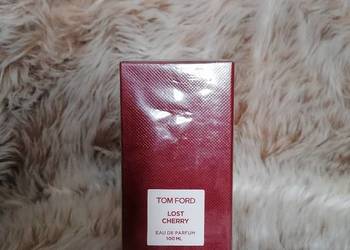 TOM FORD
LOST
CHERRY
EAU DE PARFUM
100 ML